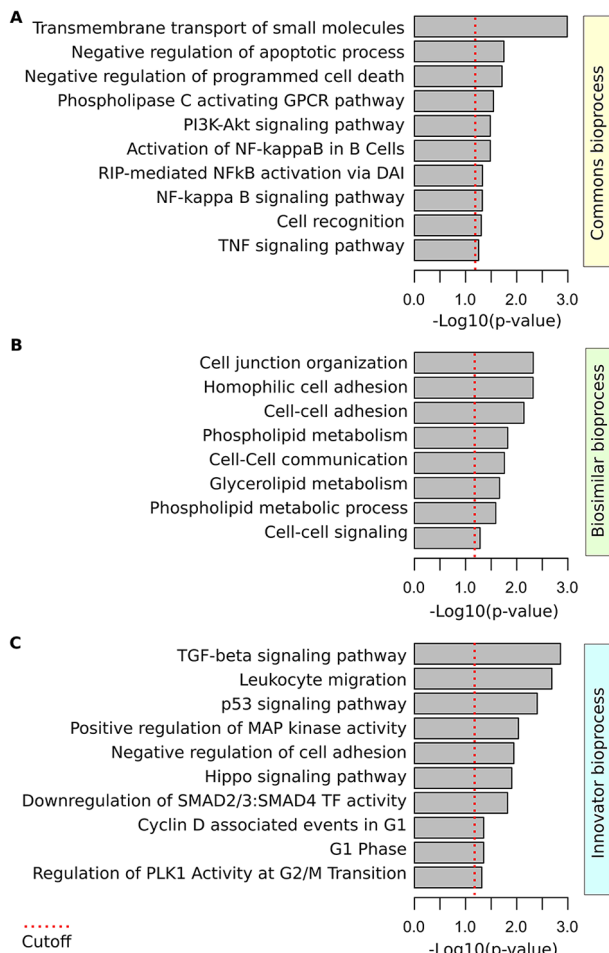 A
Transmembrane transport of small molecules
Negative regulation of apoptotic process
Negative regulation of programmed cell death
Phospholipase C activating GPCR pathway
PI3K-Akt signaling pathway
Activation of NF-kappaB in B Cells
RIP-mediated NFkB activation via DAI
NF-kappa B signaling pathway
Cell recognition
TNF signaling pathway
0.0 1.0 2.0 3.0
-Log10(p-value)
Commons bioprocess
B
Cell junction organization
Homophilic cell adhesion
Cell-cell adhesion
Phospholipid metabolism
Cell-Cell communication
Glycerolipid metabolism
Phospholipid metabolic process
Cell-cell signaling
0.0 1.0 2.0 3.0
-Log10(p-value)
Biosimilar bioprocess
C
TGF-beta signaling pathway
Leukocyte migration
p53 signaling pathway
Positive regulation of MAP kinase activity
Negative regulation of cell adhesion
Hippo signaling pathway
Downregulation of SMAD2/3:SMAD4 TF activity
Cyclin D associated events in G1
G1 Phase
Regulation of PLK1 Activity at G2/M Transition
0.0 1.0 2.0 3.0
-Log10(p-value)
Innovator bioprocess
Cutoff